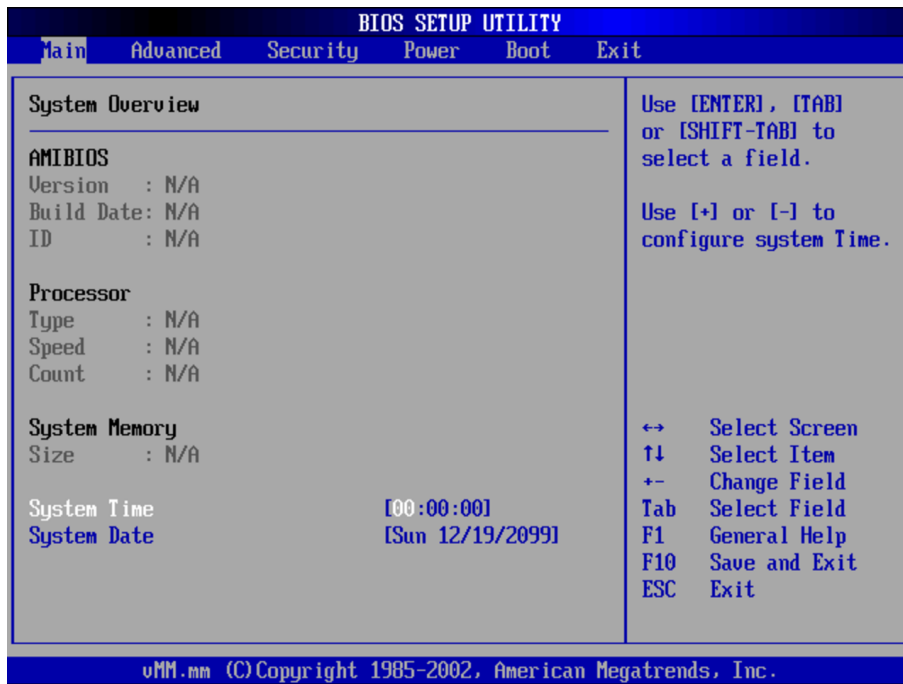 BIOS SETUP UTILITY
Main Advanced Security Power Boot Exit
System Overview
AMIBIOS
Version : N/A
Build Date: N/A
ID : N/A
Processor
Type : N/A
Speed : N/A
Count : N/A
System Memory
Size : N/A
System Time [00:00:00]
System Date [Sun 12/19/2099]
Use [ENTER], [TAB]
or [SHIFT-TAB] to
select a field.
Use [+] or [-] to
configure system Time.
←→ Select Screen
↑↓ Select Item
+- Change Field
Tab Select Field
F1 General Help
F10 Save and Exit
ESC Exit
vMM.mm (C)Copyright 1985-2002, American Megatrends, Inc.